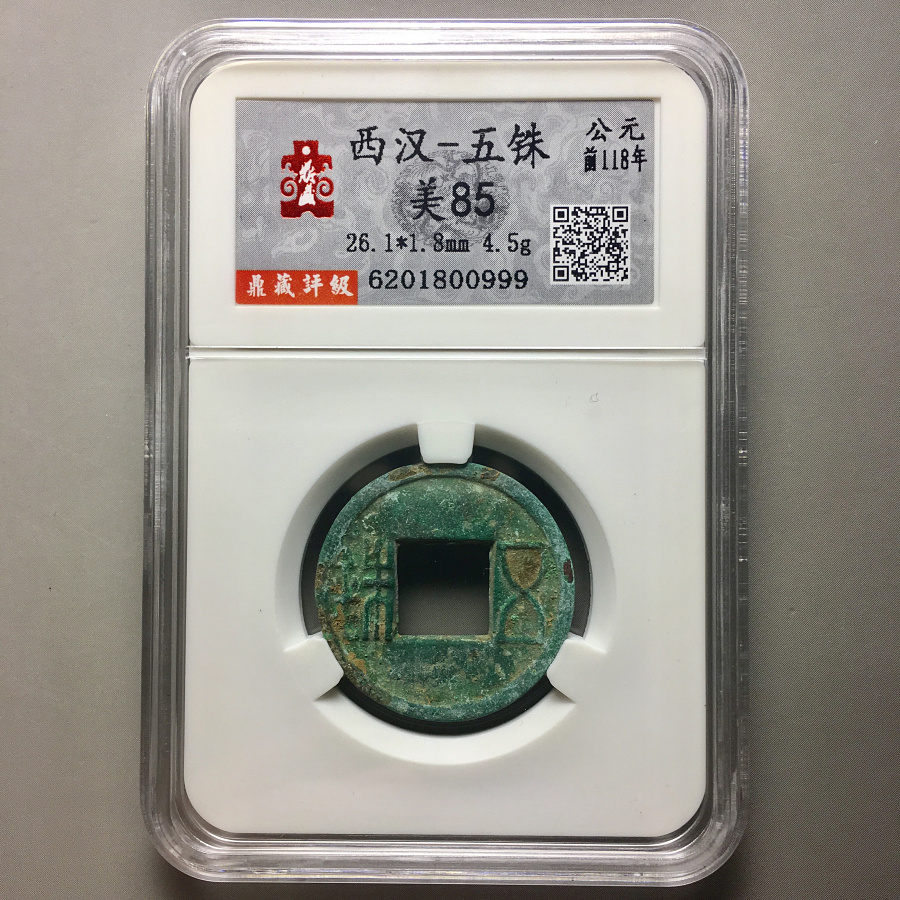 西汉-五铢
公元
前118年
美85
26.1*1.8mm 4.5g
鼎藏評級
6201800999
五銖